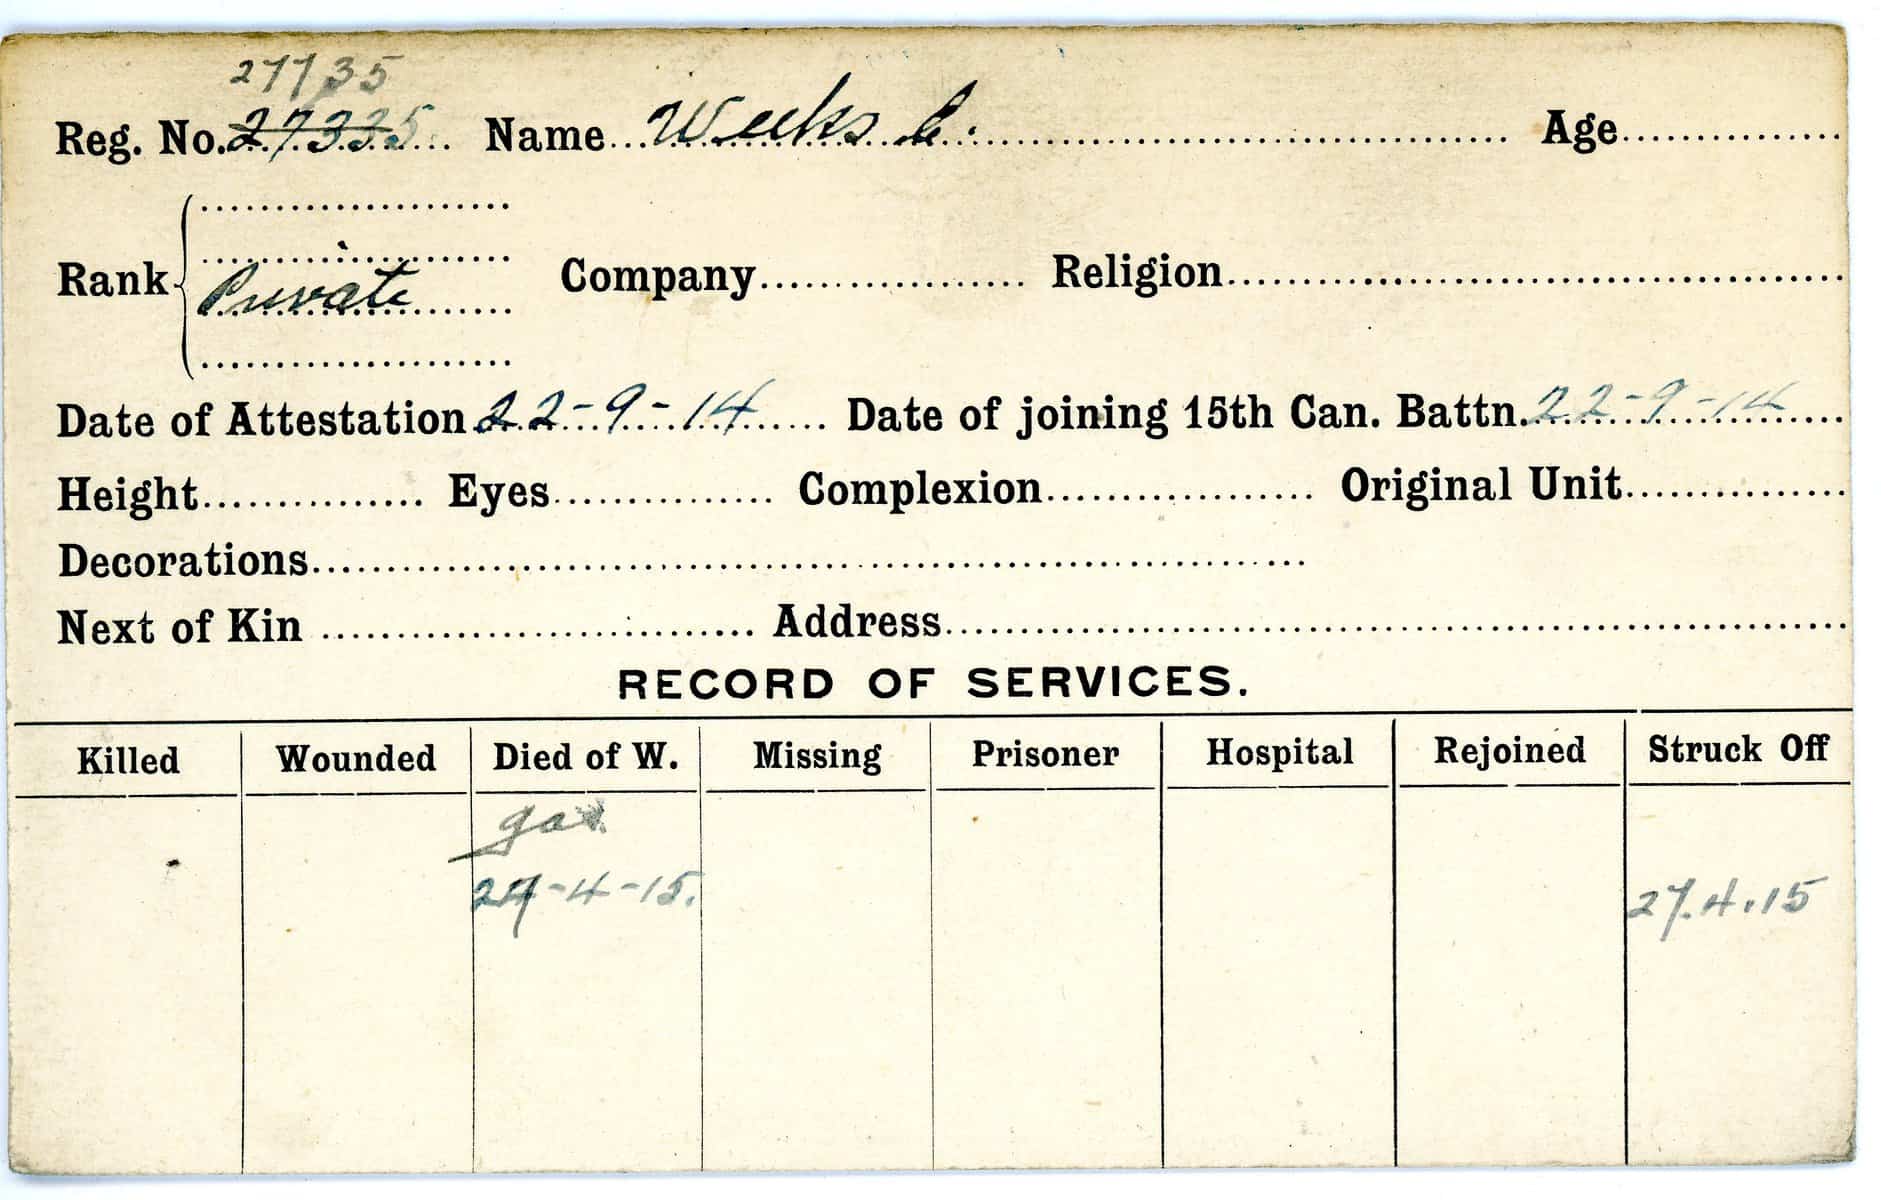 27735
Reg. No. 27335. Name Weeks C. Age
Rank Private Company Religion
Date of Attestation 22-9-14 Date of joining 15th Can. Battn. 22-9-14
Height Eyes Complexion Original Unit
Decorations
Next of Kin Address
RECORD OF SERVICES.
Killed Wounded Died of W. Missing Prisoner Hospital Rejoined Struck Off
gas
27-4-15. 27.4.15